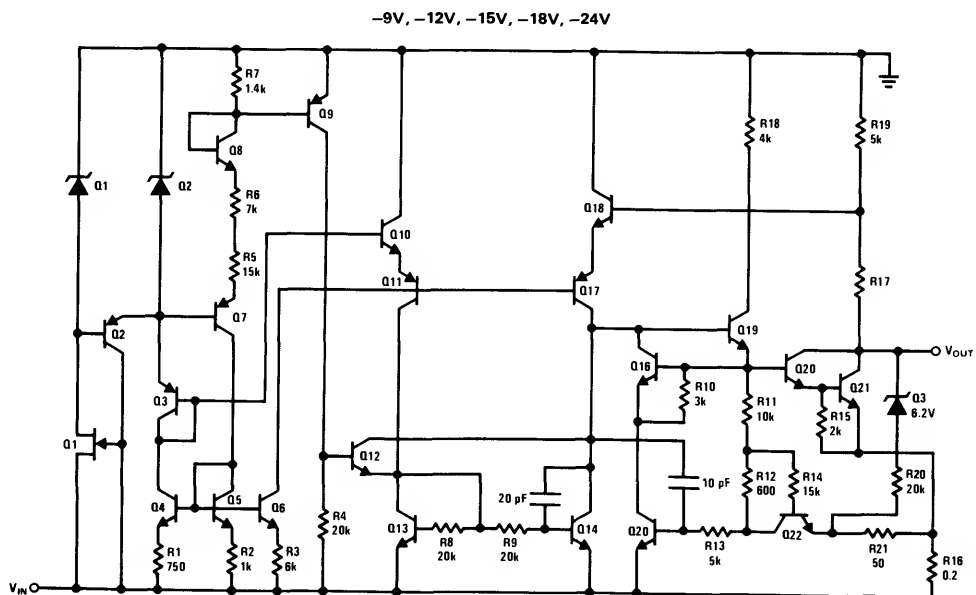 −9V, −12V, −15V, −18V, −24V
R7
1.4k
Q9
R18
4k
R19
5k
Q8
Q1
Q2
R6
7k
Q18
Q10
R5
15k
Q11
Q17
R17
Q2
Q7
Q19
VOUT
Q16
Q20
Q21
R10
3k
R11
10k
R15
2k
Q3
6.2V
Q3
Q1
Q12
R12
600
R14
15k
R20
20k
20 pF
10 pF
Q4
Q5
Q6
R4
20k
Q13
R8
20k
R9
20k
Q14
Q20
R13
5k
Q22
R21
50
R16
0.2
R1
750
R2
1k
R3
6k
VIN